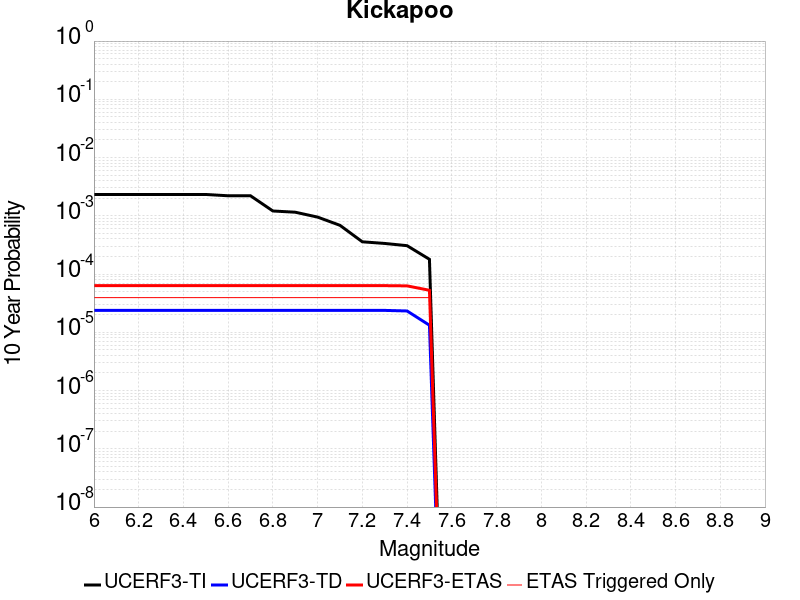 Kickapoo
10 Year Probability
10^0
10^-1
10^-2
10^-3
10^-4
10^-5
10^-6
10^-7
10^-8
6 6.2 6.4 6.6 6.8 7 7.2 7.4 7.6 7.8 8 8.2 8.4 8.6 8.8 9
Magnitude
UCERF3-TI UCERF3-TD UCERF3-ETAS ETAS Triggered Only